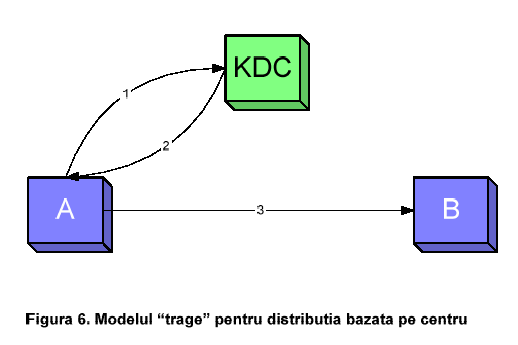 KDC
1
2
A
3
B
Figura 6. Modelul “trage” pentru distributia bazata pe centru